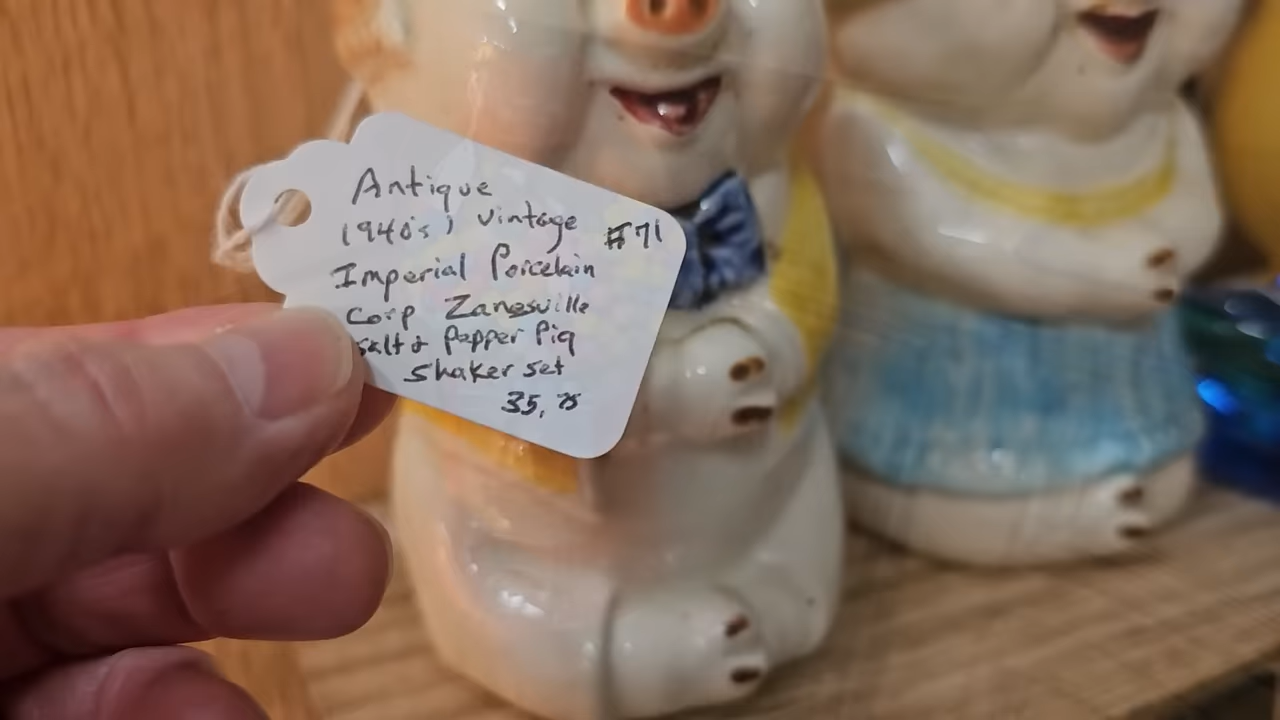 Antique
(1940's) vintage #71
Imperial Porcelain
Corp Zanesville
Salt & Pepper Pig
Shaker set
35,75